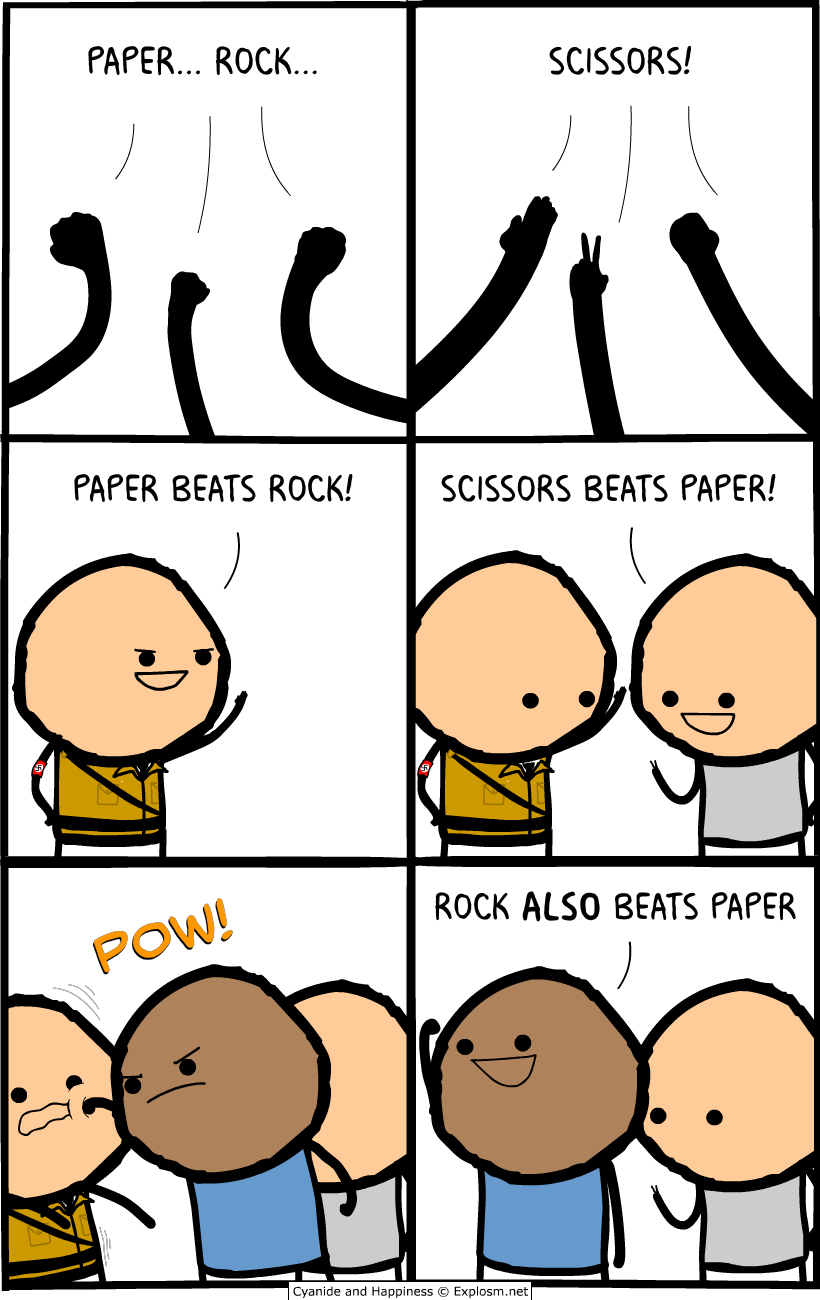 PAPER... ROCK...
SCISSORS!
PAPER BEATS ROCK!
SCISSORS BEATS PAPER!
POW!
ROCK ALSO BEATS PAPER
Cyanide and Happiness © Explosm.net